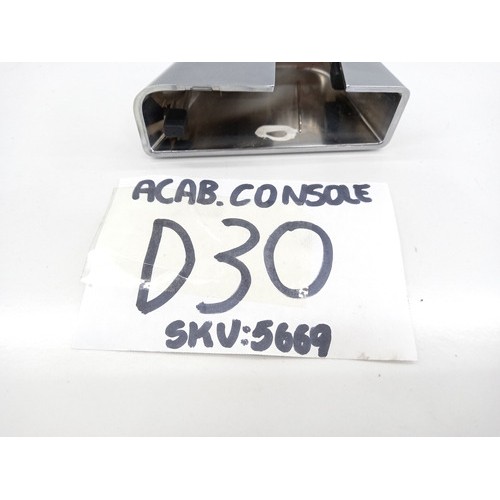 ACAB. CONSOLE
D30
SKU:5669